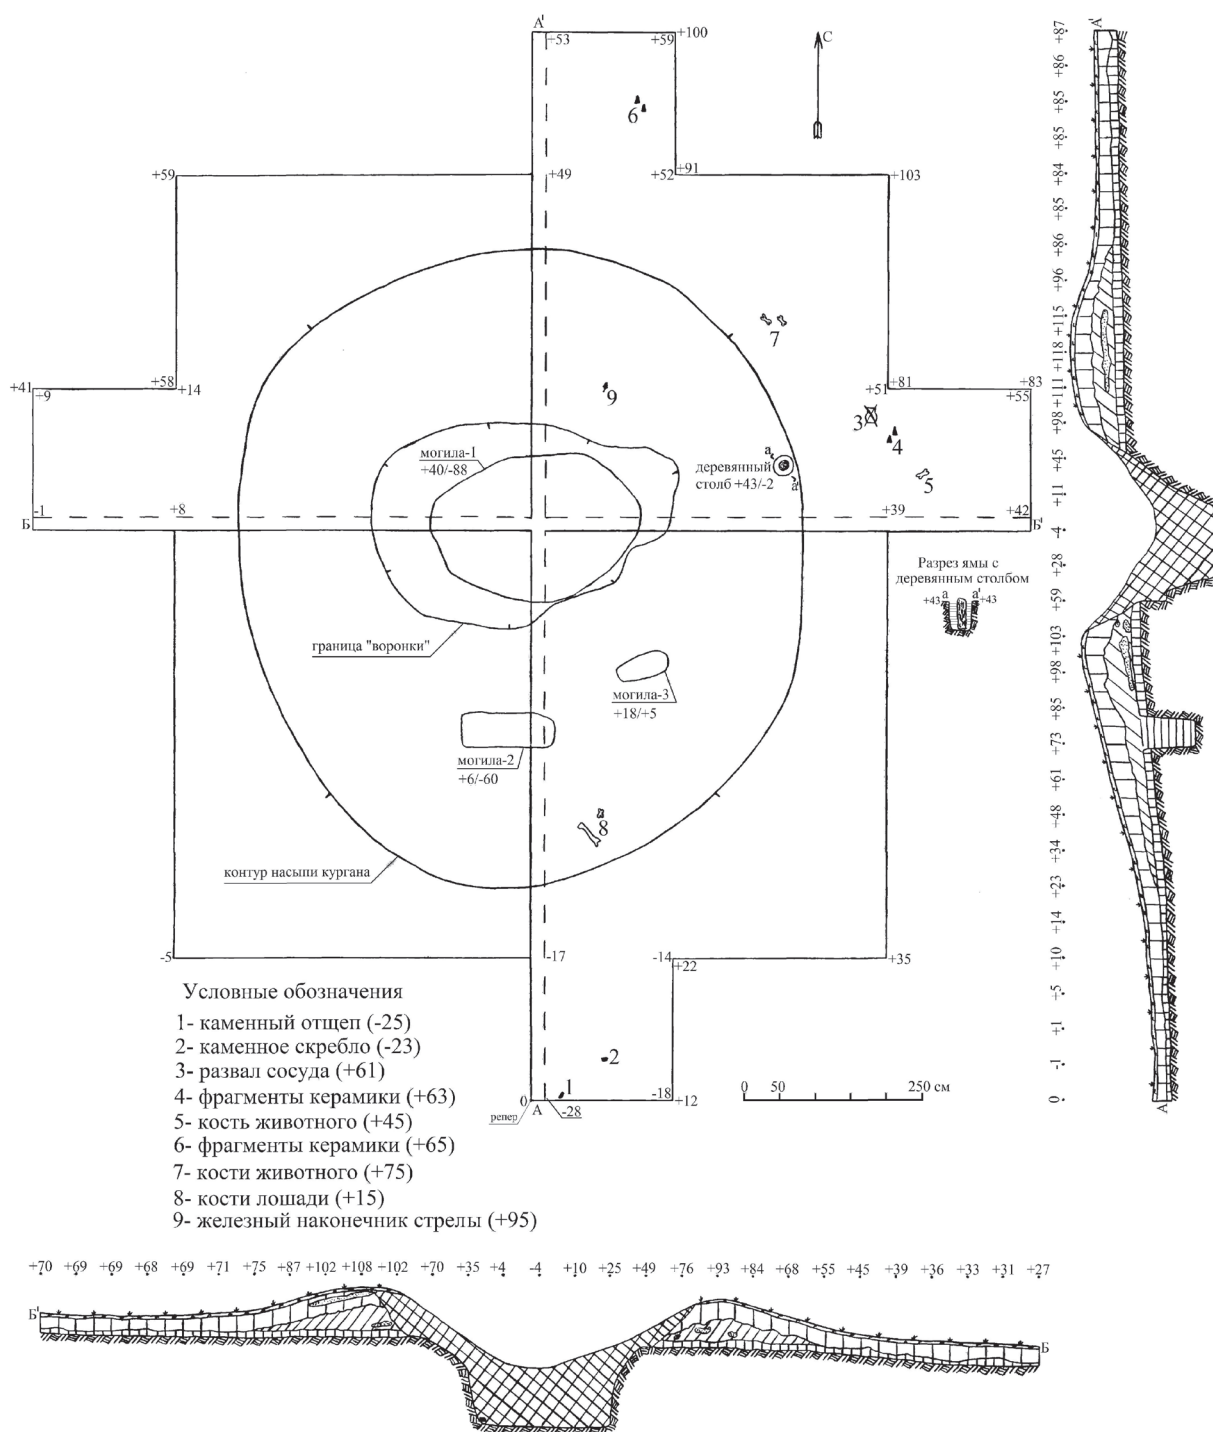 А'
+53
+59
+100
С
6
+59
+49
+52
+91
+103
7
+41
+9
+58
+14
9
+51
+81
+83
+55
3
4
могила-1
+40/-88
а
деревянный
столб +43/-2
а'
5
-1
+8
+39
+42
Б
Б'
Разрез ямы с
деревянным столбом
+43
а
а'
+43
граница "воронки"
могила-3
+18/+5
могила-2
+6/-60
8
контур насыпи кургана
-5
-17
-14
+22
+35
2
1
0
-18
+12
репер
А
-28
0 50 250 см
Условные обозначения
1- каменный отщеп (-25)
2- каменное скребло (-23)
3- развал сосуда (+61)
4- фрагменты керамики (+63)
5- кость животного (+45)
6- фрагменты керамики (+65)
7- кости животного (+75)
8- кости лошади (+15)
9- железный наконечник стрелы (+95)
А'
+87
+86
+85
+85
+84
+85
+86
+96
+115
+118
+111
+98
+45
+11
-4
+28
+59
+103
+98
+85
+73
+61
+48
+34
+23
+14
+10
+5
+1
-1
0
А
+70 +69 +69 +68 +69 +71 +75 +87 +102 +108 +102 +70 +35 +4 -4 +10 +25 +49 +76 +93 +84 +68 +55 +45 +39 +36 +33 +31 +27
Б'
Б